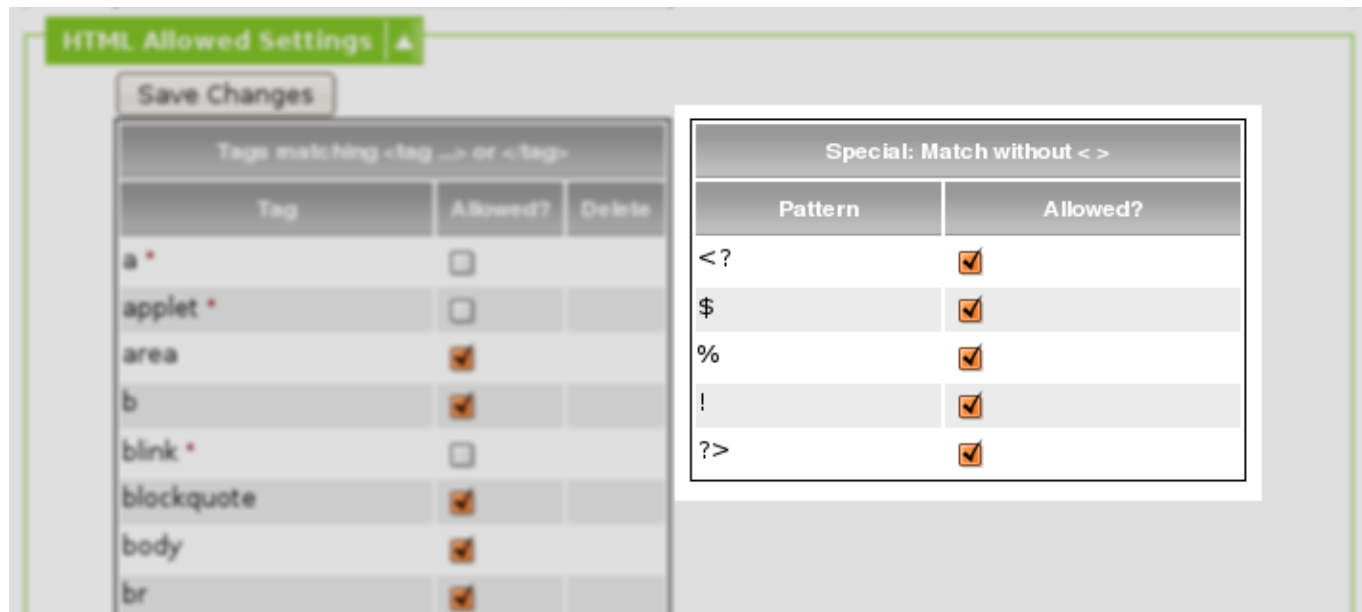 HTML Allowed Settings
Save Changes
Tags matching <tag ...> or </tag>
Tag Allowed? Delete
a *
applet *
area
b
blink *
blockquote
body
br
Special: Match without < >
Pattern Allowed?
<?
$
%
!
?>